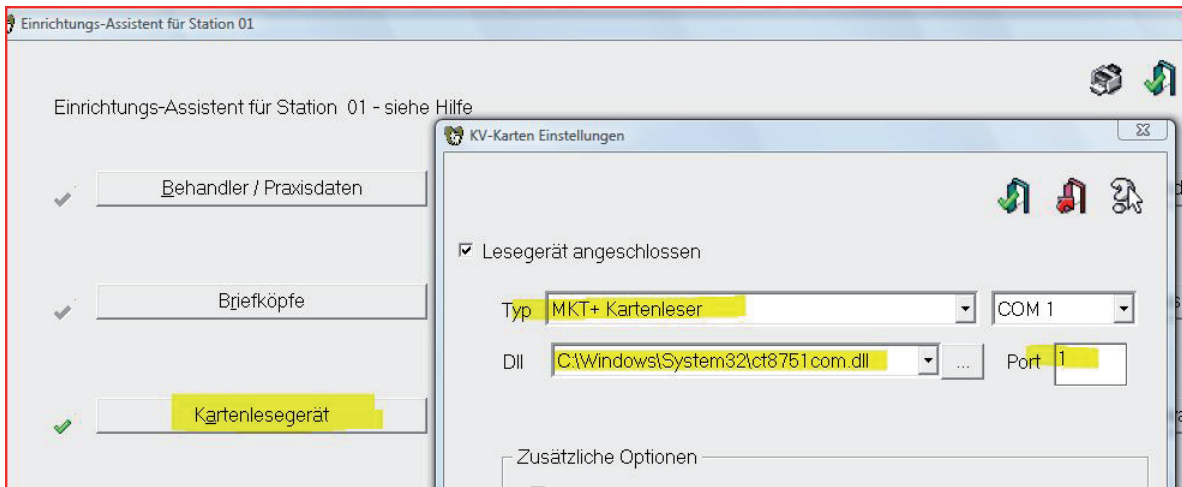 Einrichtungs-Assistent für Station 01
Einrichtungs-Assistent für Station 01 - siehe Hilfe
Behandler / Praxisdaten
Briefköpfe
Kartenlesegerät
KV-Karten Einstellungen
Lesegerät angeschlossen
Typ MKT+ Kartenleser COM 1
Dll C:\Windows\System32\ct8751com.dll ... Port 1
Zusätzliche Optionen